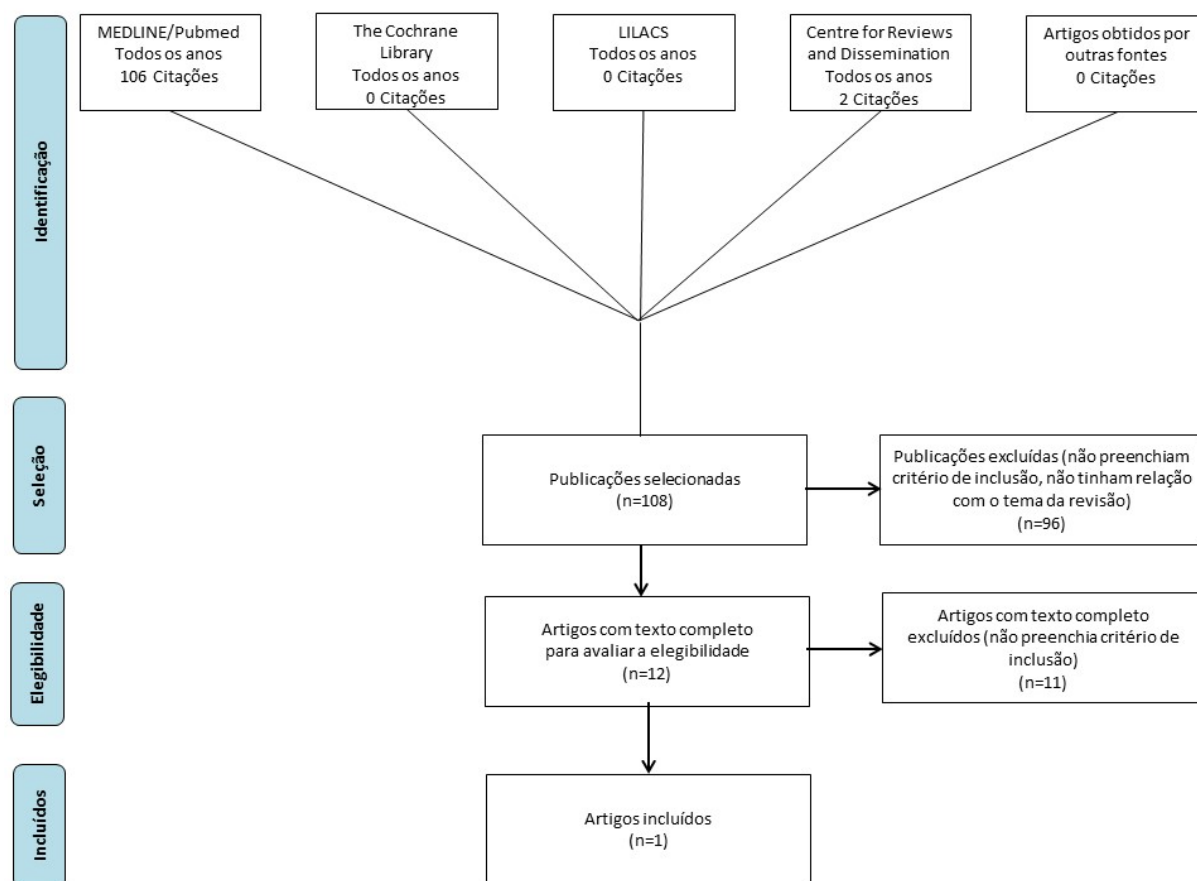 MEDLINE/Pubmed
Todos os anos
106 Citações
The Cochrane
Library
Todos os anos
0 Citações
LILACS
Todos os anos
0 Citações
Centre for Reviews
and Dissemination
Todos os anos
2 Citações
Artigos obtidos por
outras fontes
0 Citações
Identificação
Seleção
Publicações selecionadas
(n=108)
Publicações excluídas (não preenchiam
critério de inclusão, não tinham relação
com o tema da revisão)
(n=96)
Elegibilidade
Artigos com texto completo
para avaliar a elegibilidade
(n=12)
Artigos com texto completo
excluídos (não preenchia critério de
inclusão)
(n=11)
Incluídos
Artigos incluídos
(n=1)